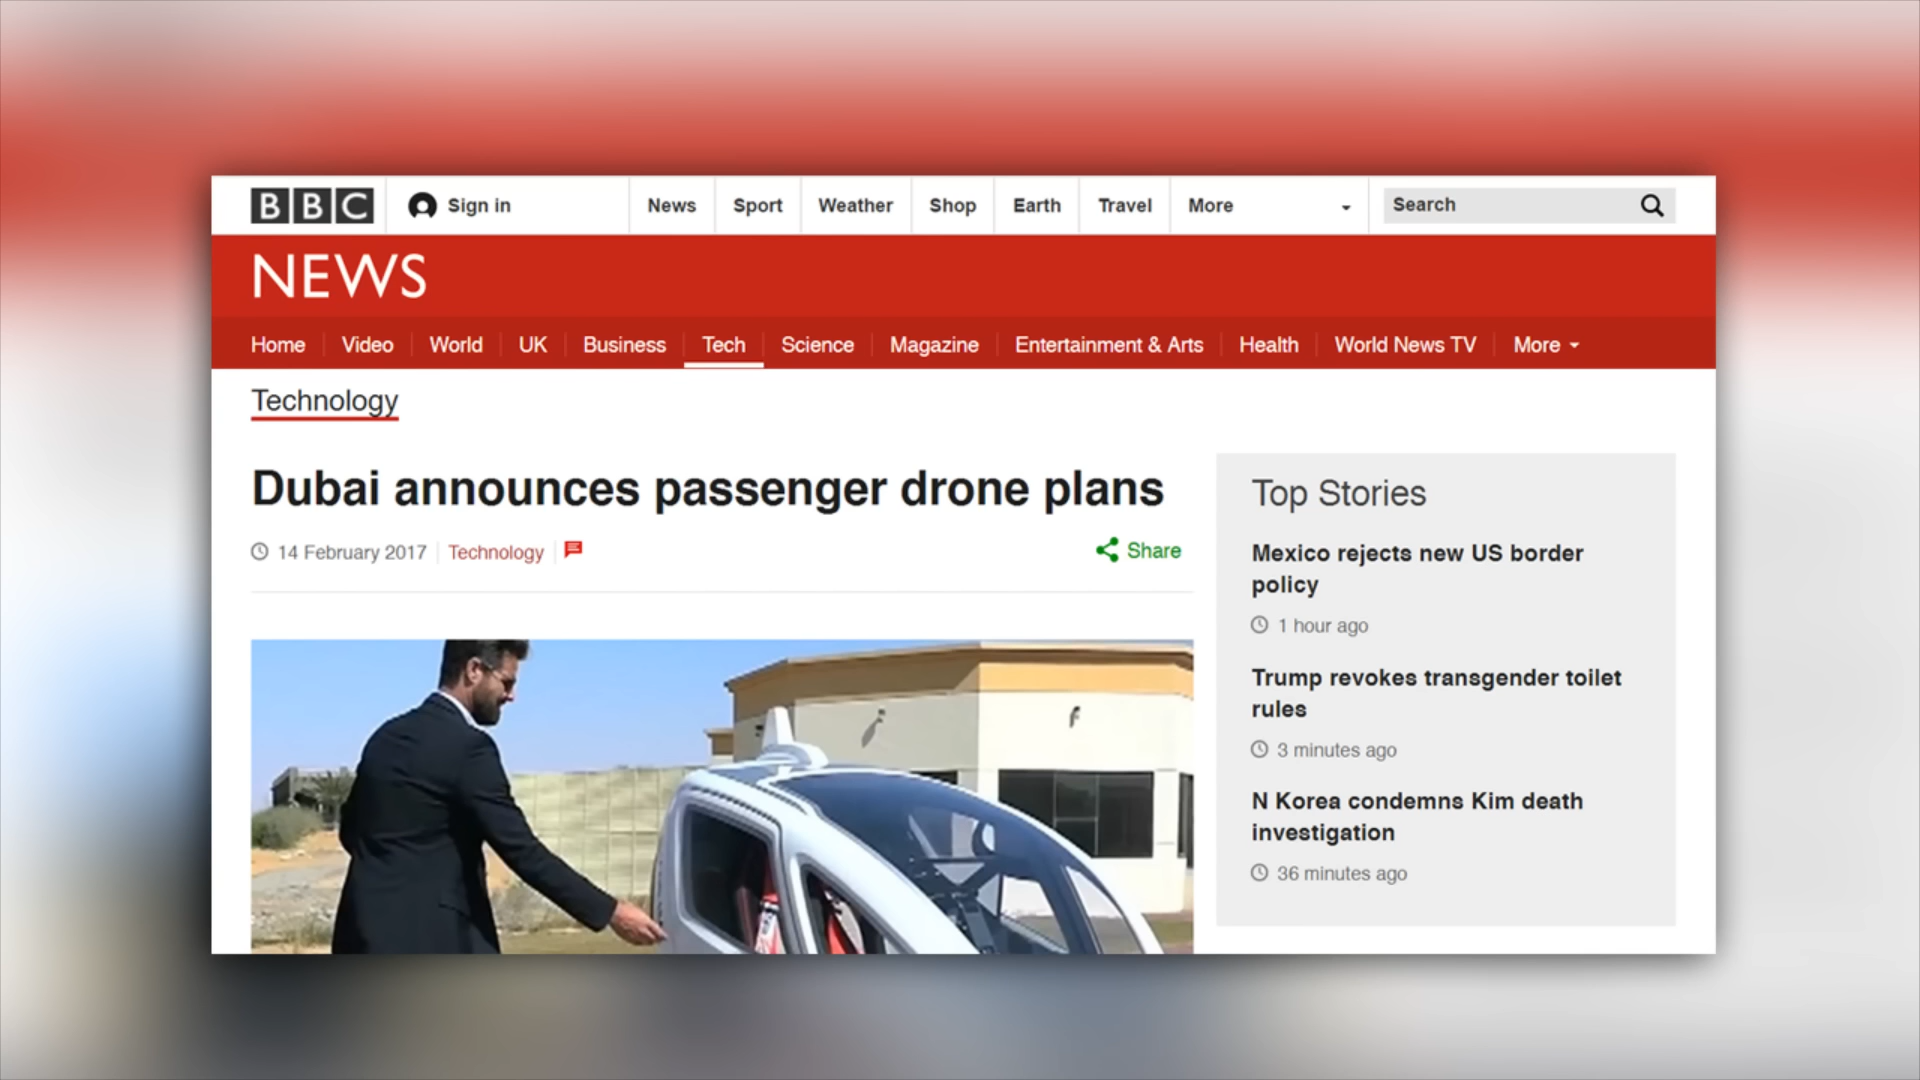 BBC Sign in News Sport Weather Shop Earth Travel More Search
NEWS
Home Video World UK Business Tech Science Magazine Entertainment & Arts Health World News TV More
Technology
Dubai announces passenger drone plans
14 February 2017 Technology Share
Top Stories
Mexico rejects new US border
policy
1 hour ago
Trump revokes transgender toilet
rules
3 minutes ago
N Korea condemns Kim death
investigation
36 minutes ago